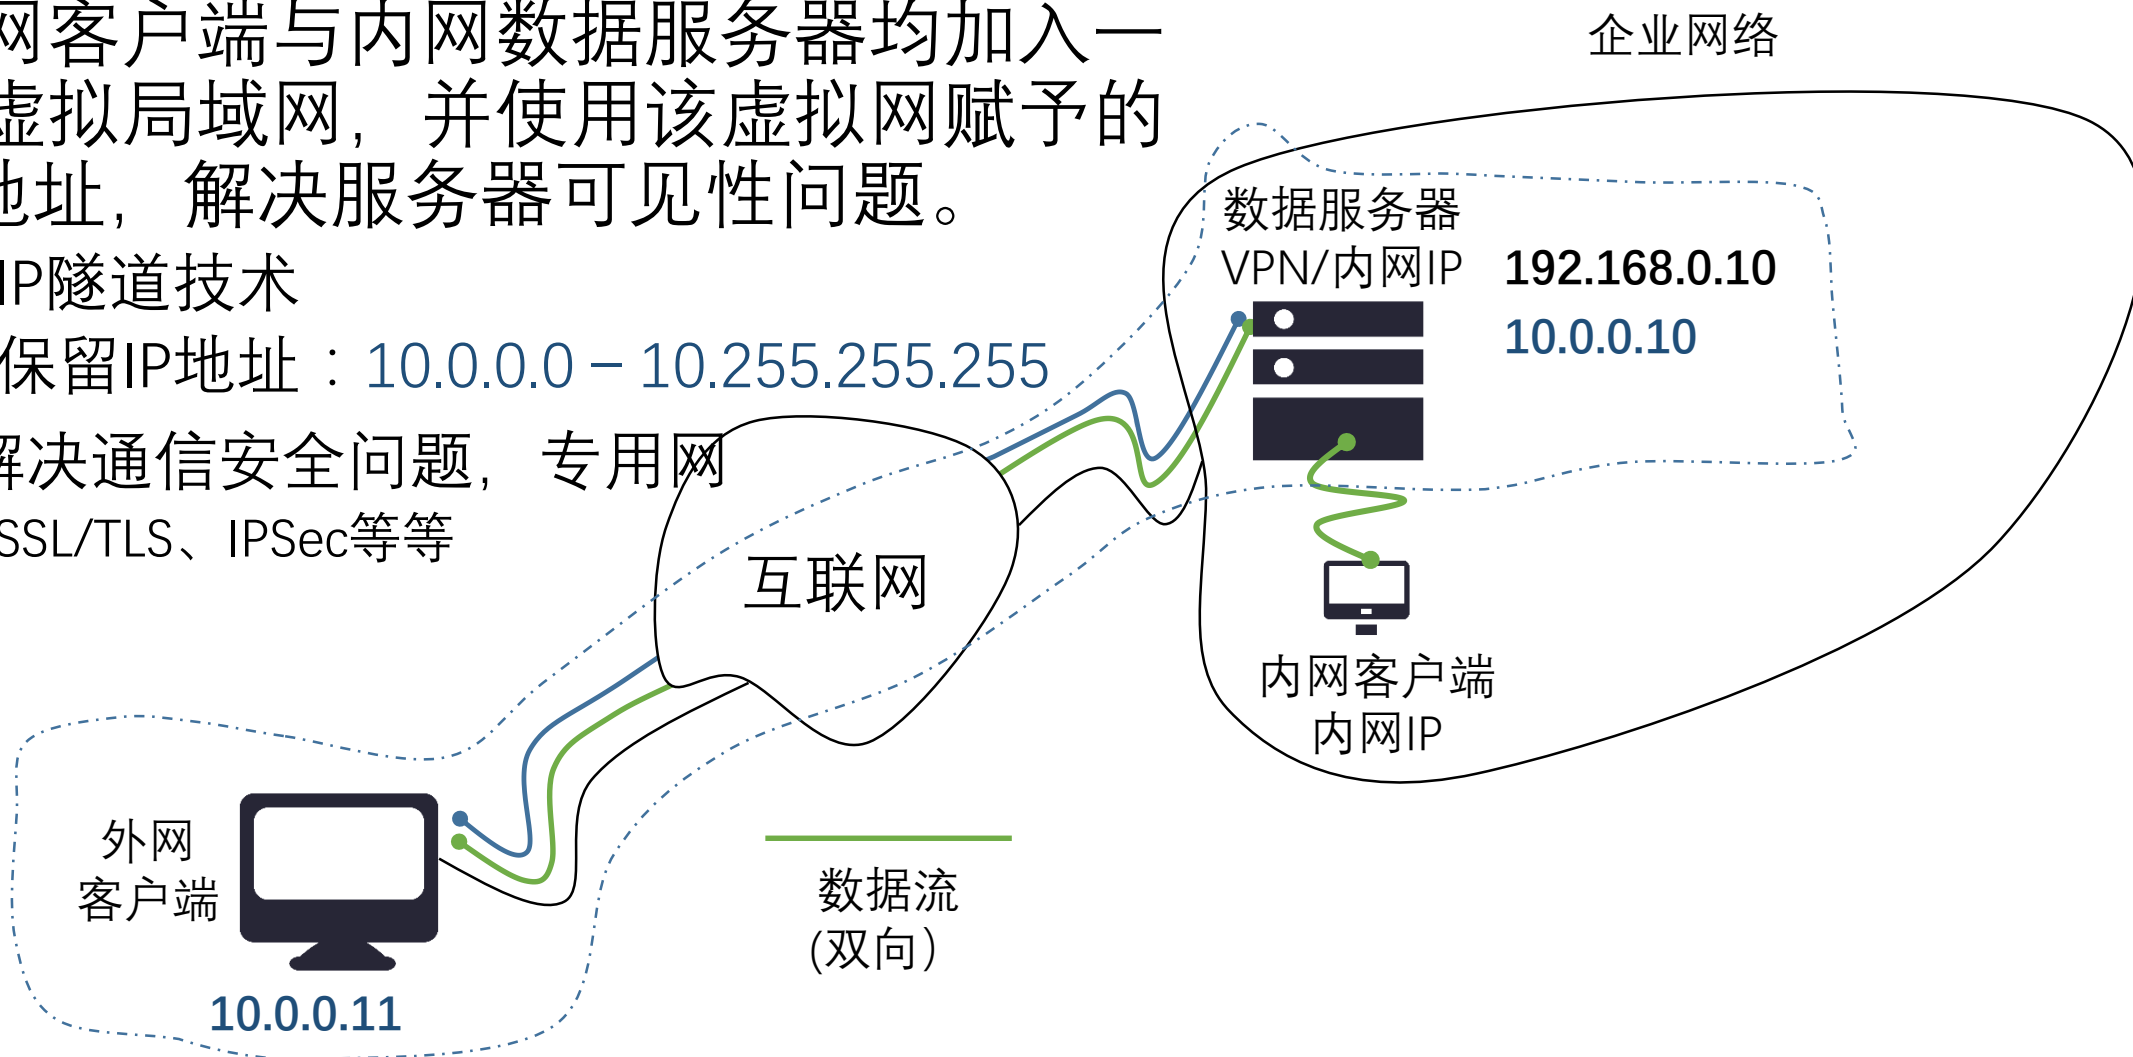 网客户端与内网数据服务器均加入一
虚拟局域网，并使用该虚拟网赋予的
地址，解决服务器可见性问题。
IP隧道技术
保留IP地址：10.0.0.0 – 10.255.255.255
解决通信安全问题，专用网
SSL/TLS、IPSec等等
企业网络
数据服务器
VPN/内网IP
192.168.0.10
10.0.0.10
互联网
内网客户端
内网IP
外网
客户端
10.0.0.11
数据流
(双向）